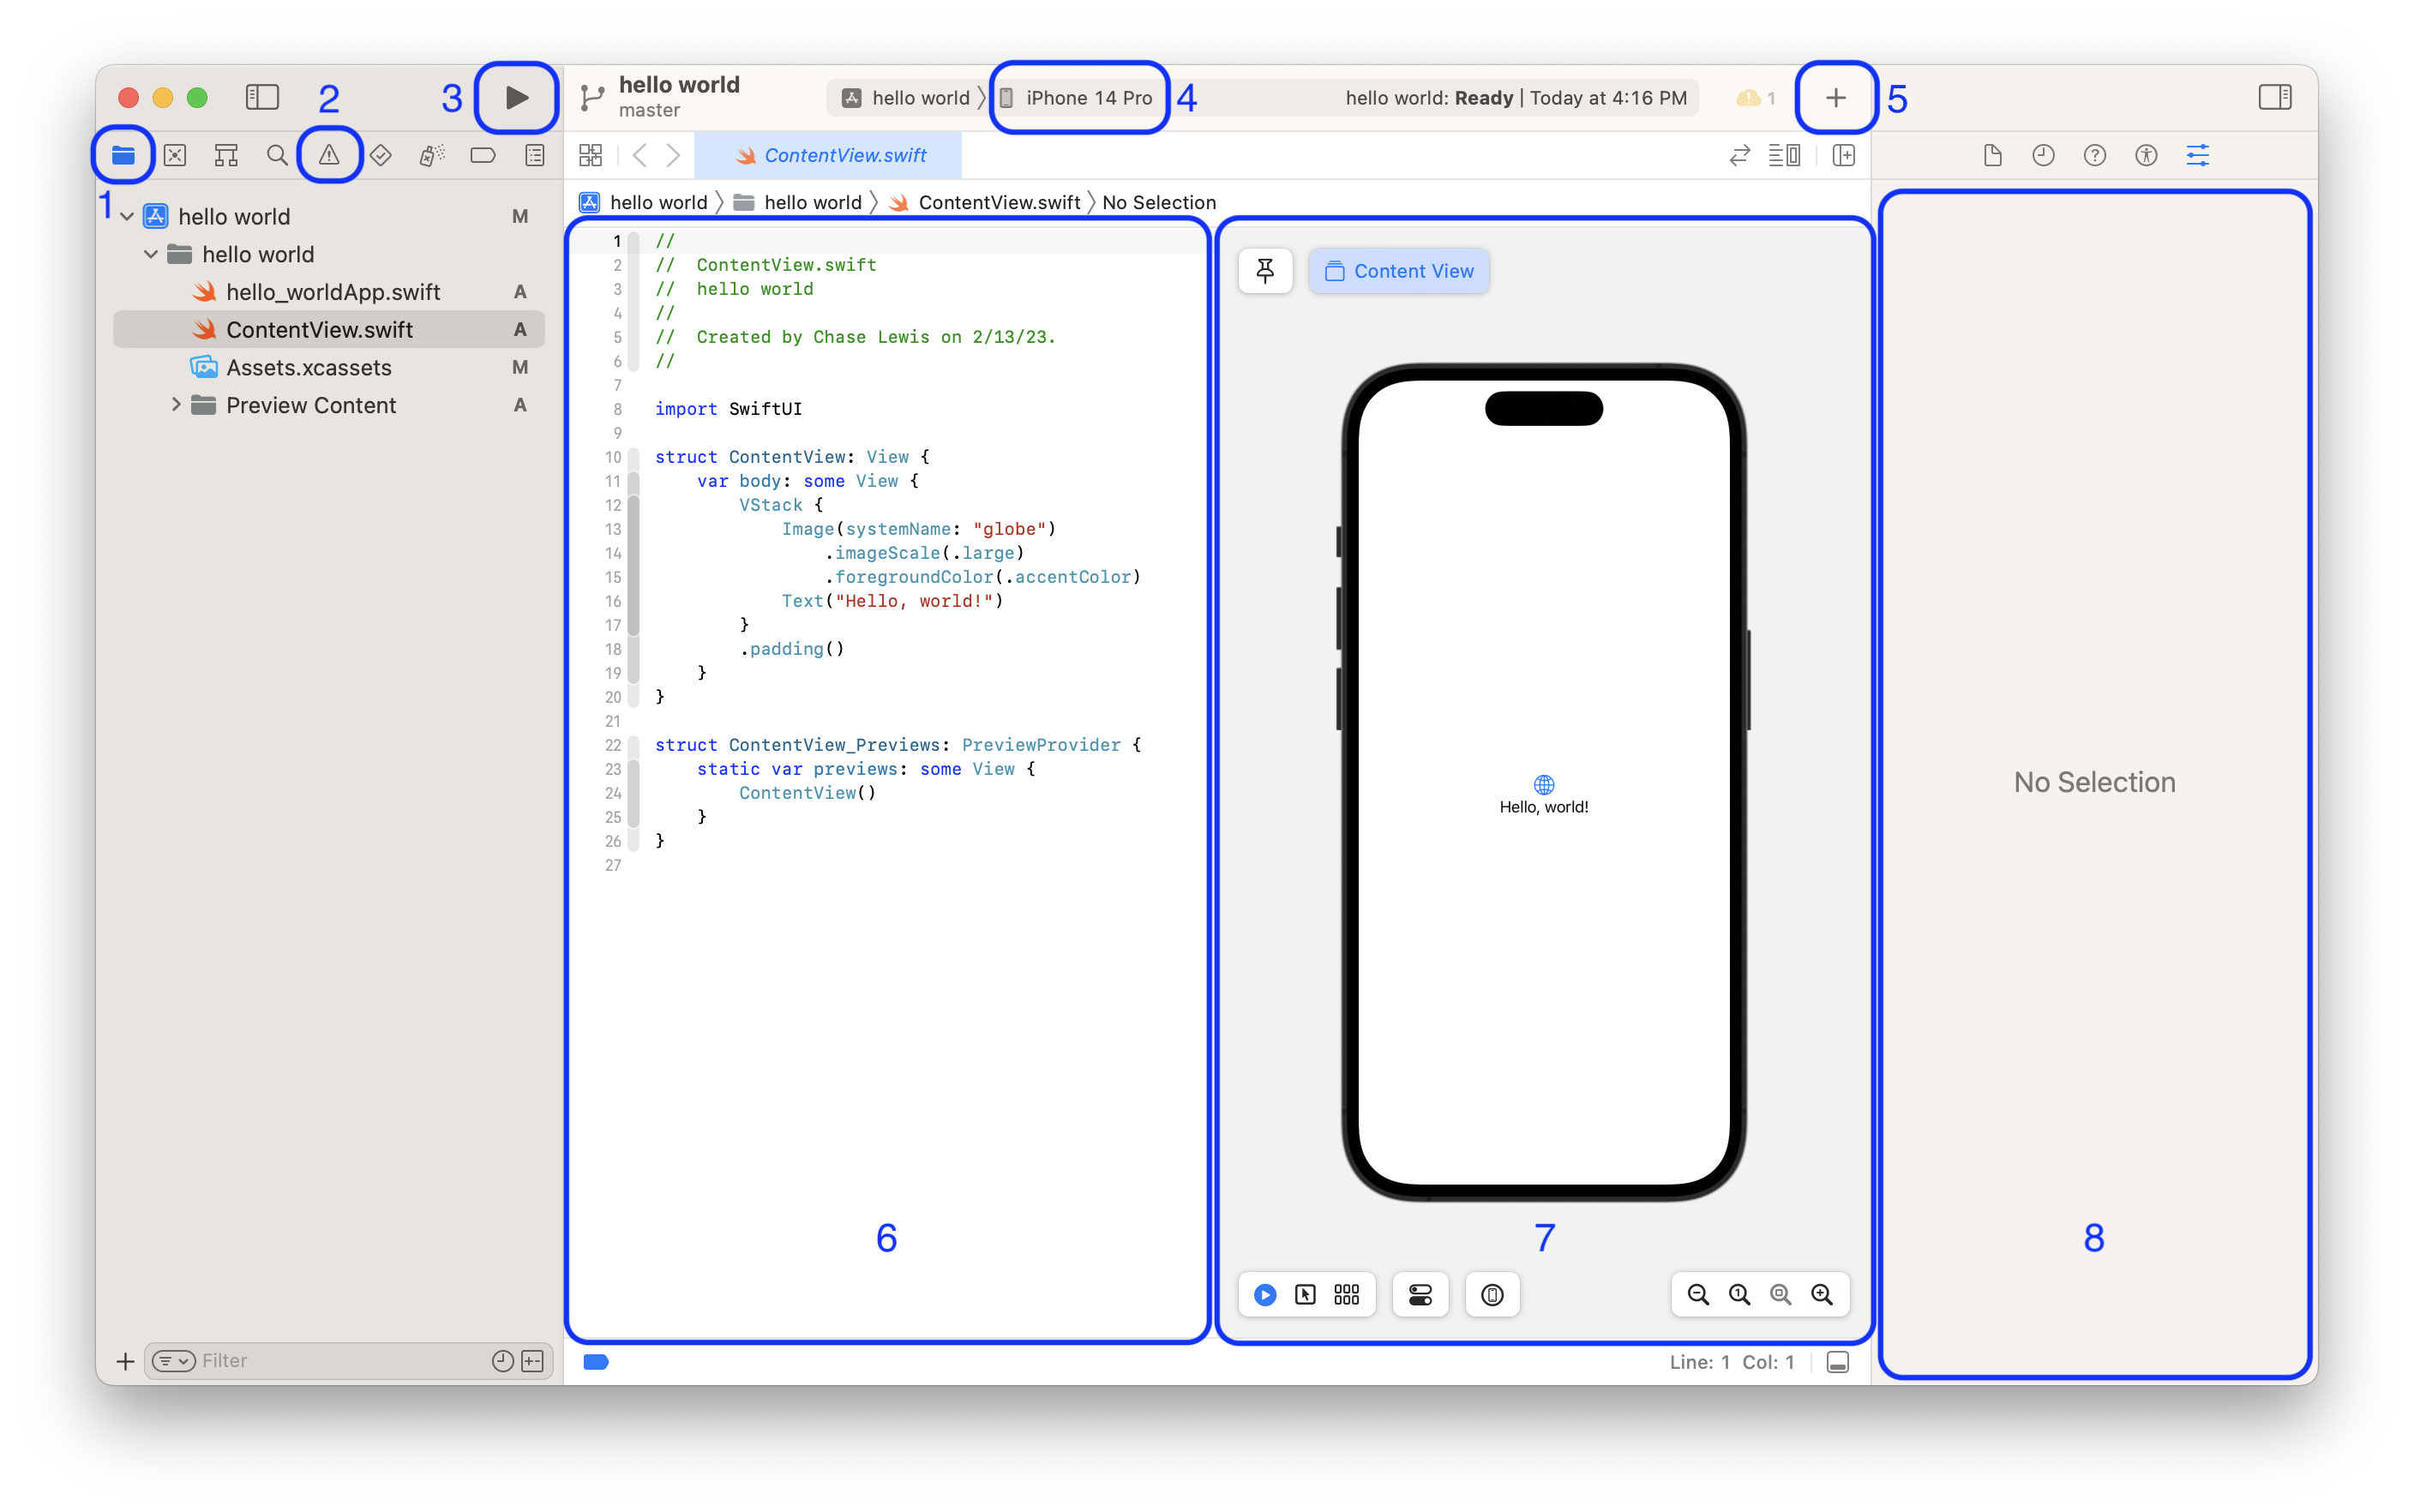 2
3
hello world
master
hello world
iPhone 14 Pro
4
hello world: Ready | Today at 4:16 PM
1
5
1
ContentView.swift
hello world
hello world
ContentView.swift
No Selection
hello world M
hello world
hello_worldApp.swift A
ContentView.swift A
Assets.xcassets M
Preview Content A
1 //
2 //  ContentView.swift
3 //  hello world
4 //
5 //  Created by Chase Lewis on 2/13/23.
6 //
7
8 import SwiftUI
9
10 struct ContentView: View {
11     var body: some View {
12         VStack {
13             Image(systemName: "globe")
14                 .imageScale(.large)
15                 .foregroundColor(.accentColor)
16             Text("Hello, world!")
17         }
18         .padding()
19     }
20 }
21
22 struct ContentView_Previews: PreviewProvider {
23     static var previews: some View {
24         ContentView()
25     }
26 }
27
6
Content View
Hello, world!
7
No Selection
8
Filter
Line: 1 Col: 1